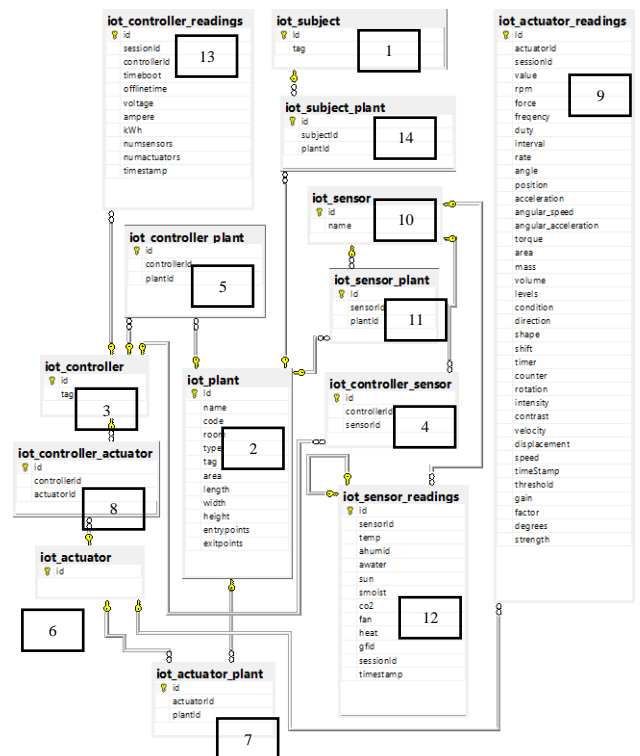 iot_controller_readings
id
sessionId
controllerId
timeboot
offlinetime
voltage
ampere
kWh
numsensors
numactuators
timestamp
13
iot_subject
Id
tag
1
iot_subject_plant
id
subjectId
plantId
14
iot_sensor
id
name
10
iot_controller_plant
id
controllerId
plantId
5
iot_sensor_plant
Id
sensorId
plantId
11
iot_controller
id
tag
3
iot_plant
Id
name
code
room
type
tag
area
length
width
height
entrypoints
exitpoints
2
iot_controller_sensor
id
controllerId
sensorId
4
iot_controller_actuator
id
controllerId
actuatorId
8
iot_sensor_readings
id
sensorId
temp
ahumid
awater
sun
smoist
co2
fan
heat
gfid
sessionId
timestamp
12
iot_actuator
id
6
iot_actuator_plant
id
actuatorId
plantId
7
iot_actuator_readings
Id
actuatorId
sessionId
value
rpm
force
freqency
duty
interval
rate
angle
position
acceleration
angular_speed
angular_acceleration
torque
area
mass
volume
levels
condition
direction
shape
shift
timer
counter
rotation
intensity
contrast
velocity
displacement
speed
timeStamp
threshold
gain
factor
degrees
strength
9